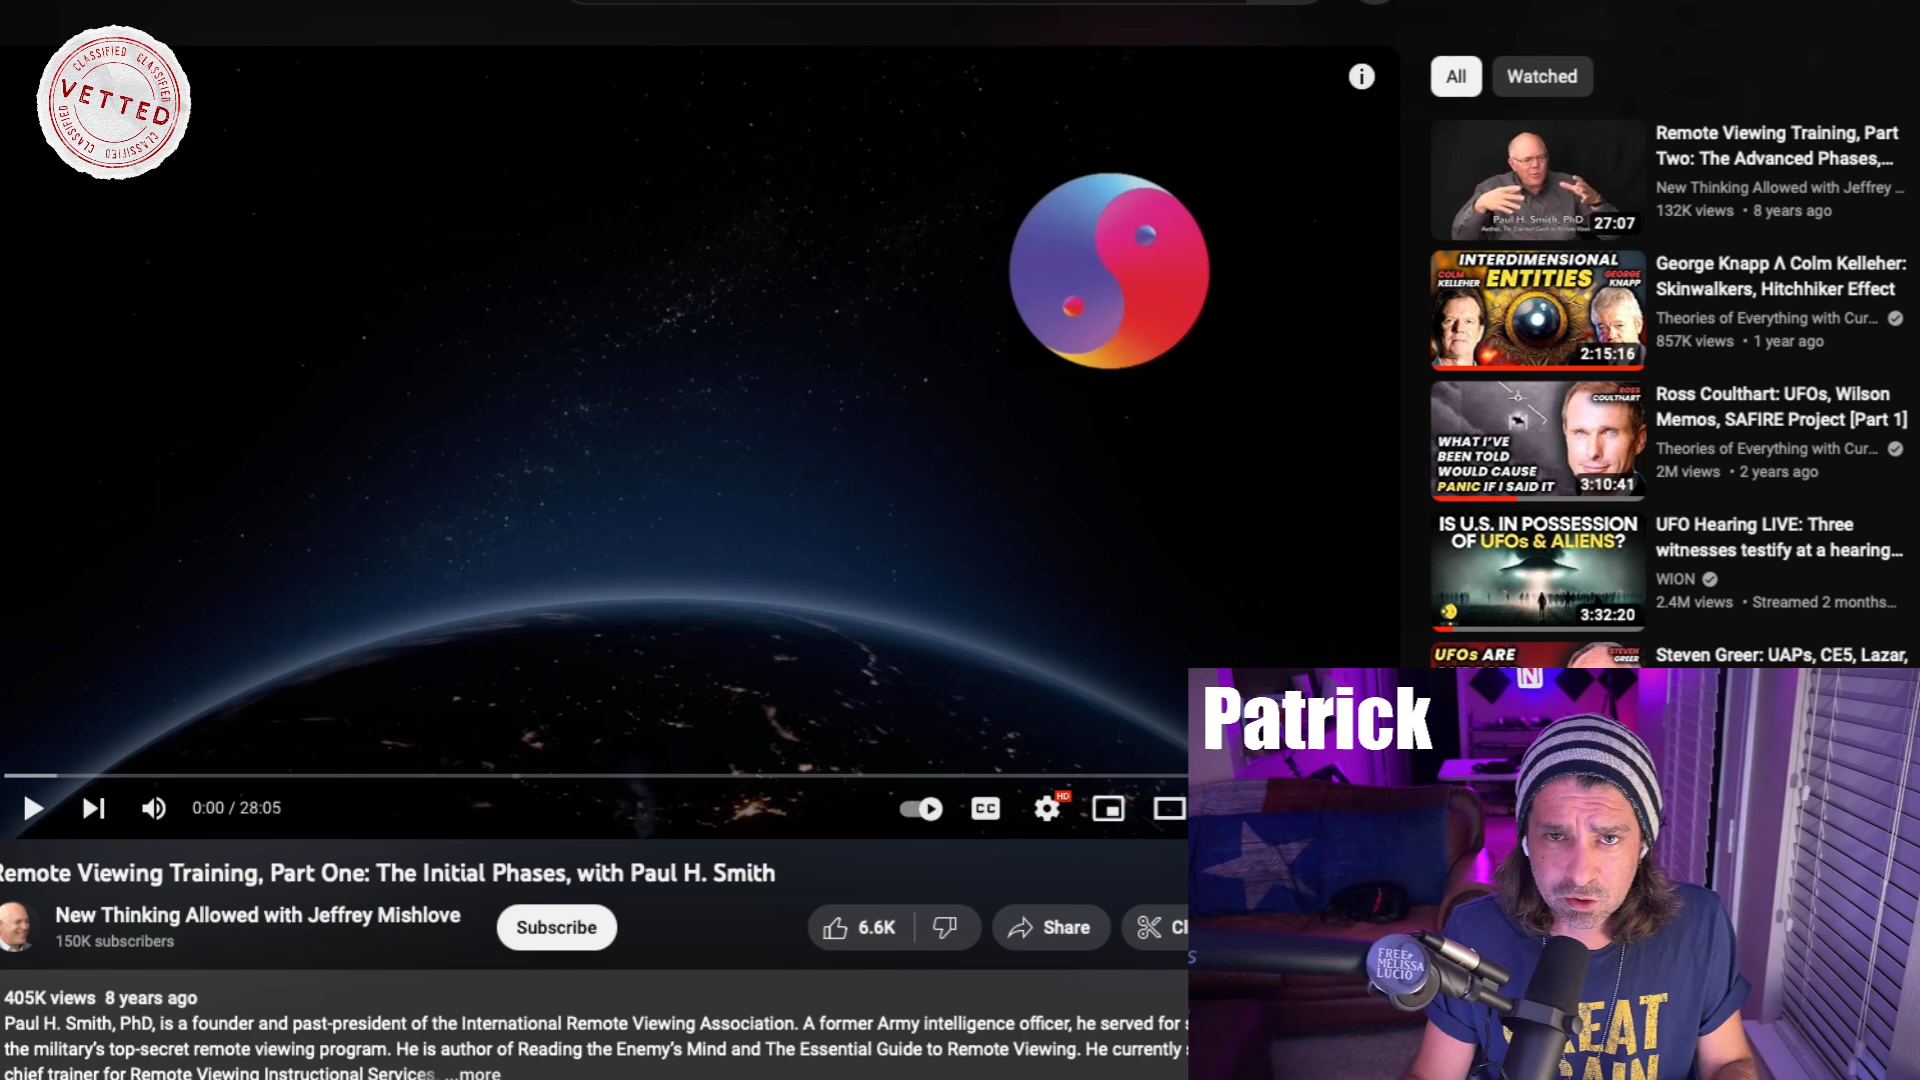 CLASSIFIED CLASSIFIED
VETTED
CLASSIFIED CLASSIFIED
i
All
Watched
Remote Viewing Training, Part
Two: The Advanced Phases,...
New Thinking Allowed with Jeffrey ...
132K views • 8 years ago
Paul H. Smith, PhD
27:07
INTERDIMENSIONAL
ENTITIES
COLM
KELLEHER
GEORGE
KNAPP
2:15:16
George Knapp Λ Colm Kelleher:
Skinwalkers, Hitchhiker Effect
Theories of Everything with Cur...
857K views • 1 year ago
ROSS
COULTHART
WHAT I'VE
BEEN TOLD
WOULD CAUSE
PANIC IF I SAID IT
3:10:41
Ross Coulthart: UFOs, Wilson
Memos, SAFIRE Project [Part 1]
Theories of Everything with Cur...
2M views • 2 years ago
IS U.S. IN POSSESSION
OF UFOs & ALIENS?
3:32:20
UFO Hearing LIVE: Three
witnesses testify at a hearing...
WION
2.4M views • Streamed 2 months...
UFOs ARE
STEVEN
GREER
Steven Greer: UAPs, CE5, Lazar,
0:00 / 28:05
CC
HD
Remote Viewing Training, Part One: The Initial Phases, with Paul H. Smith
New Thinking Allowed with Jeffrey Mishlove
150K subscribers
Subscribe
6.6K
Share
Cl
405K views 8 years ago
Paul H. Smith, PhD, is a founder and past-president of the International Remote Viewing Association. A former Army intelligence officer, he served for s
the military's top-secret remote viewing program. He is author of Reading the Enemy's Mind and The Essential Guide to Remote Viewing. He currently s
chief trainer for Remote Viewing Instructional Services. ...more
Patrick
N
FREE
MELISSA
LUCIO